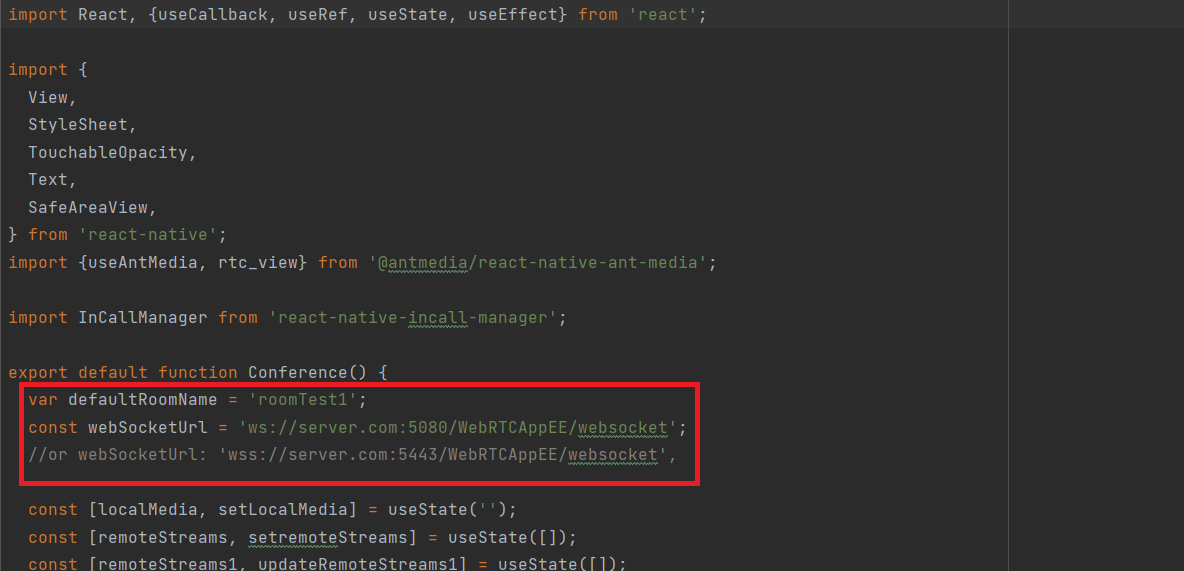 import React, {useCallback, useRef, useState, useEffect} from 'react';
import {
View,
StyleSheet,
TouchableOpacity,
Text,
SafeAreaView,
} from 'react-native';
import {useAntMedia, rtc_view} from '@antmedia/react-native-ant-media';
import InCallManager from 'react-native-incall-manager';
export default function Conference() {
var defaultRoomName = 'roomTest1';
const webSocketUrl = 'ws://server.com:5080/WebRTCAppEE/websocket';
//or webSocketUrl: 'wss://server.com:5443/WebRTCAppEE/websocket',
const [localMedia, setLocalMedia] = useState('');
const [remoteStreams, setremoteStreams] = useState([]);
const [remoteStreams1, updateRemoteStreams1] = useState([]);